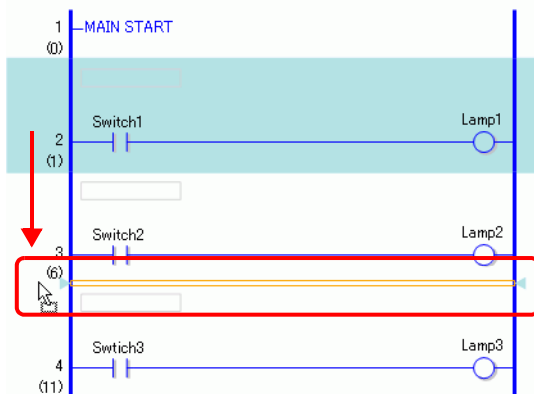 1 MAIN START
(0)
Switch1 Lamp1
2
(1)
Switch2 Lamp2
3
(6)
Swtich3 Lamp3
4
(11)